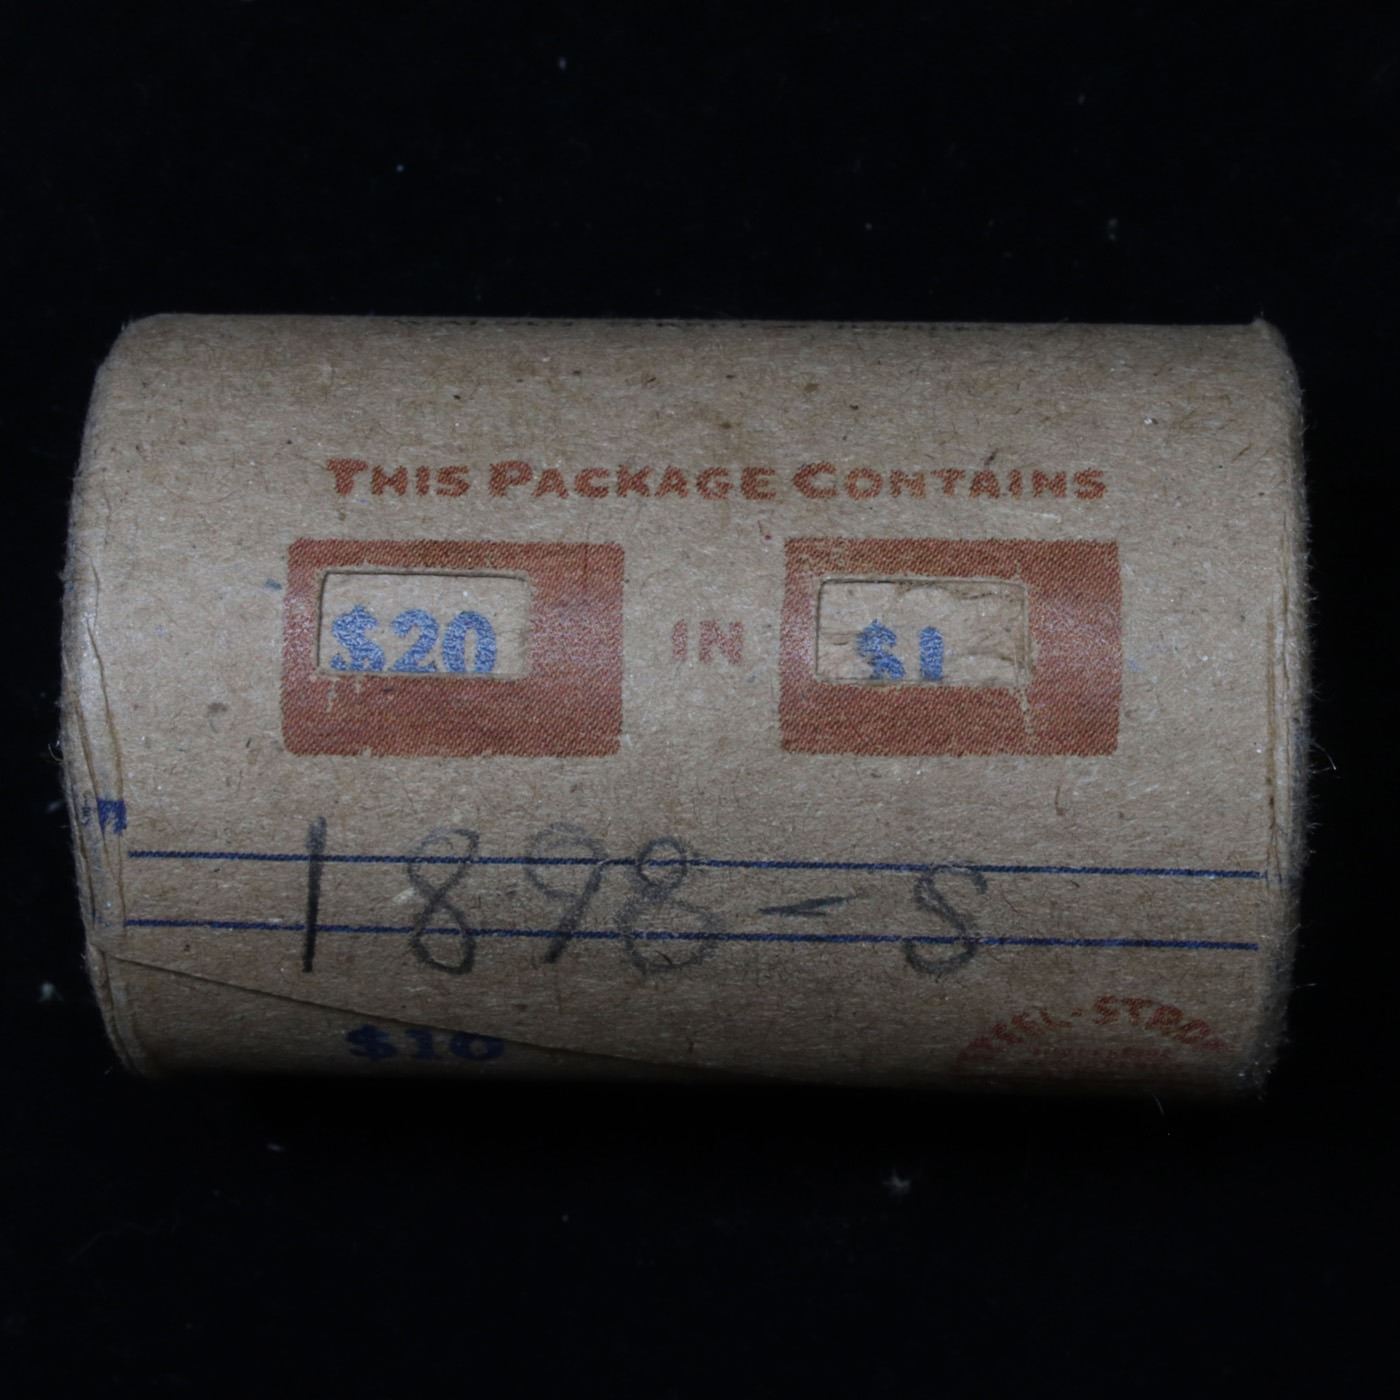 THIS PACKAGE CONTAINS
$20 IN $1
1898-S
$10